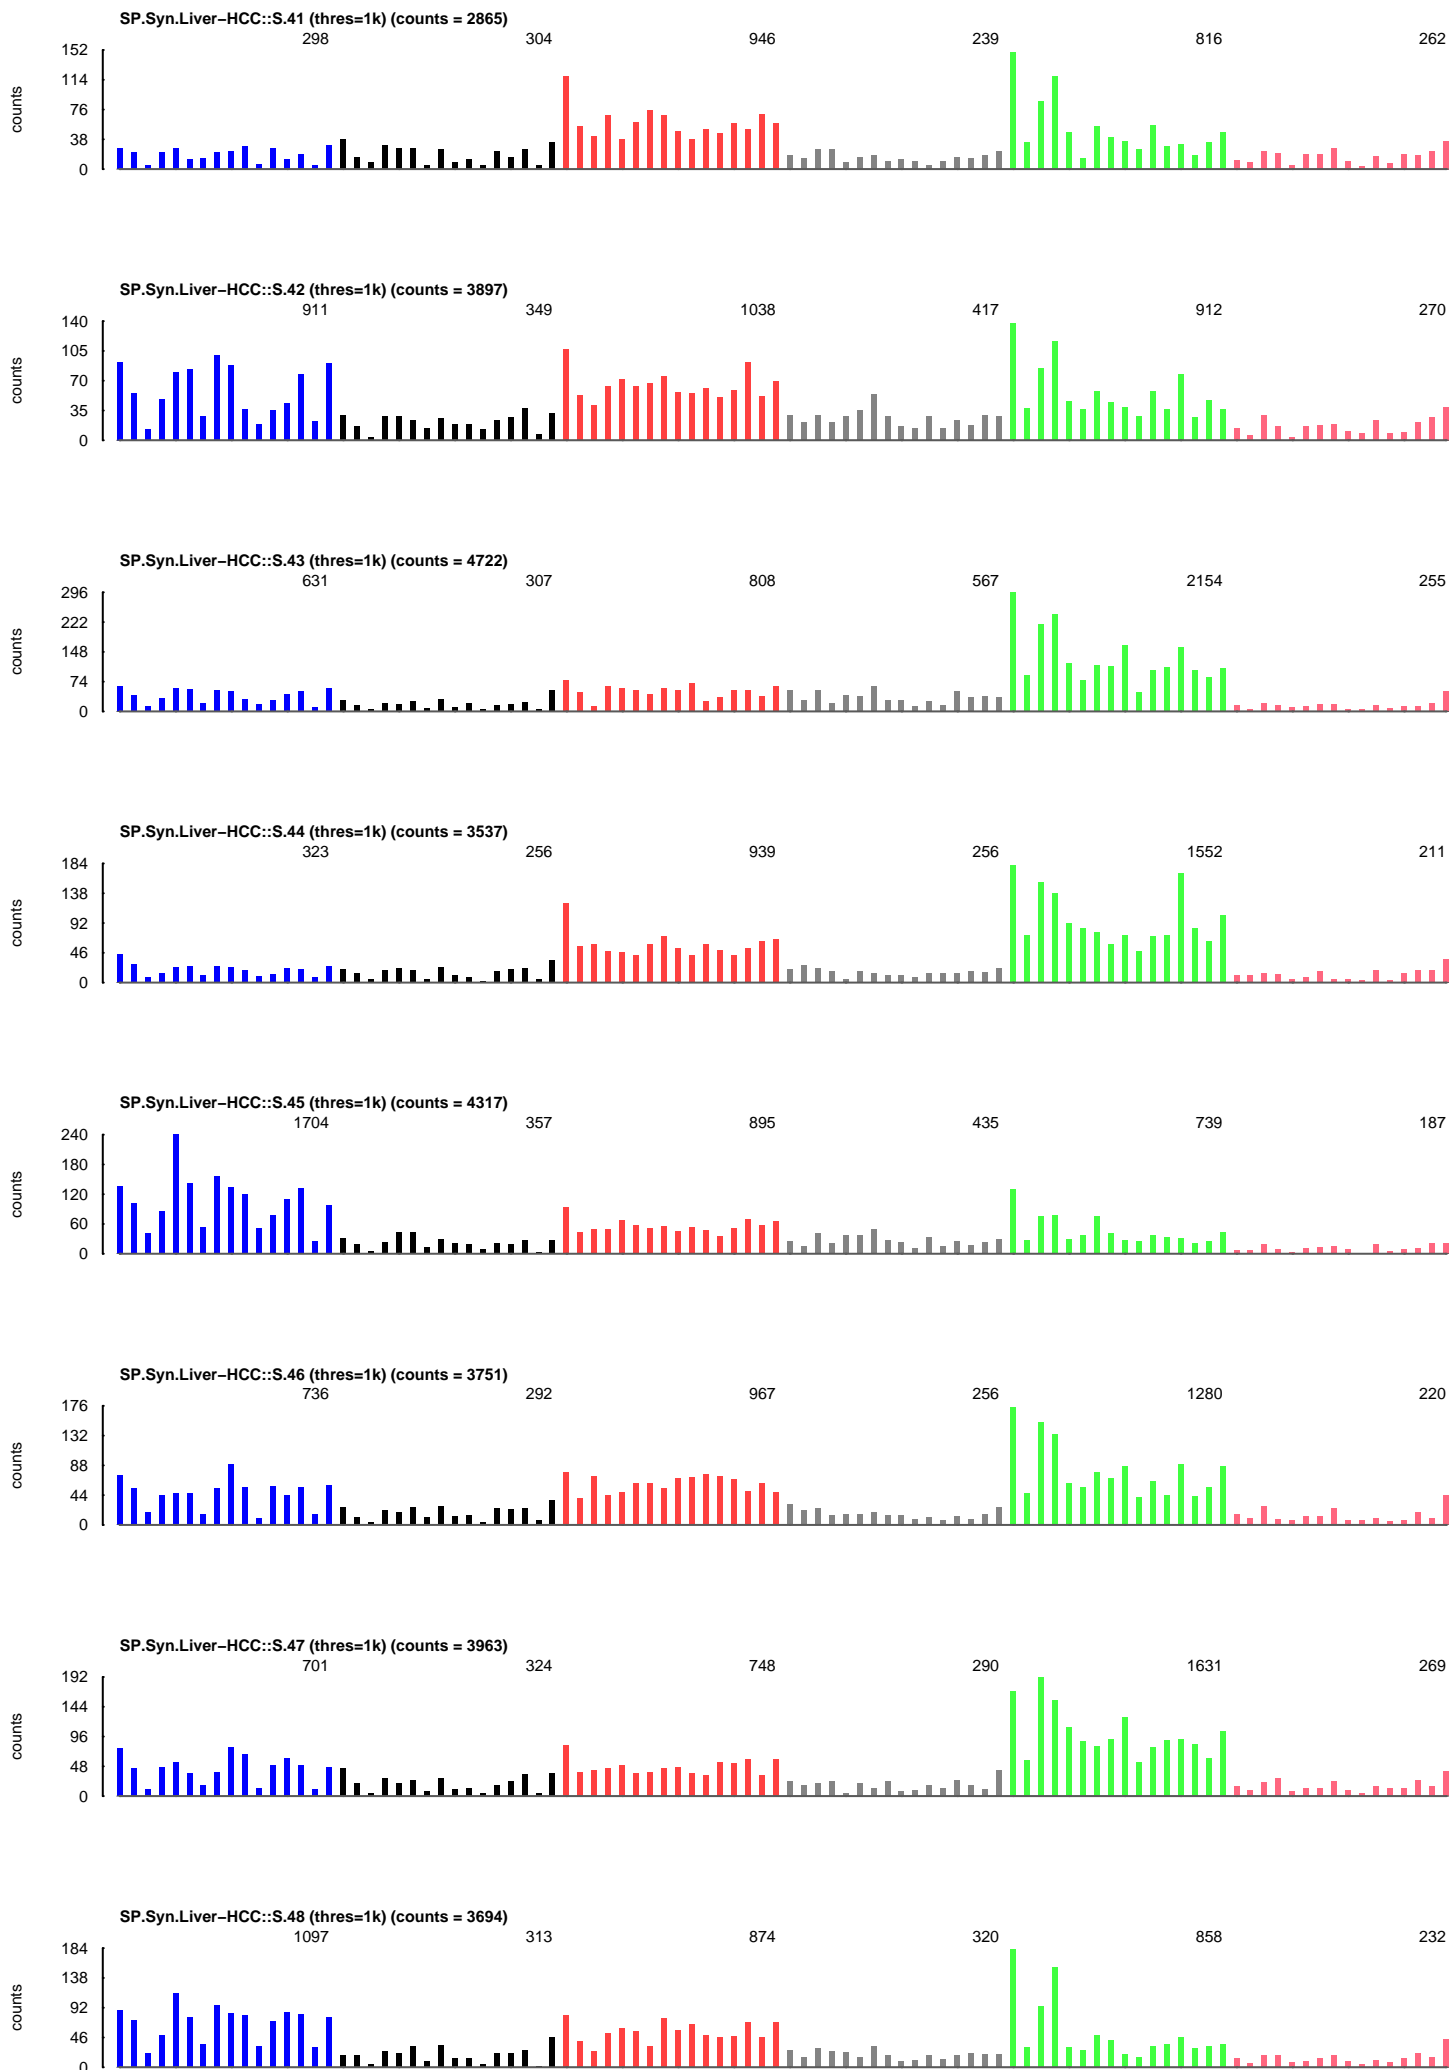 SP.Syn.Liver−HCC::S.41 (thres=1k) (counts = 2865)
298 304 946 239 816 262
152
114
76
38
0
counts
SP.Syn.Liver−HCC::S.42 (thres=1k) (counts = 3897)
911 349 1038 417 912 270
140
105
70
35
0
counts
SP.Syn.Liver−HCC::S.43 (thres=1k) (counts = 4722)
631 307 808 567 2154 255
296
222
148
74
0
counts
SP.Syn.Liver−HCC::S.44 (thres=1k) (counts = 3537)
323 256 939 256 1552 211
184
138
92
46
0
counts
SP.Syn.Liver−HCC::S.45 (thres=1k) (counts = 4317)
1704 357 895 435 739 187
240
180
120
60
0
counts
SP.Syn.Liver−HCC::S.46 (thres=1k) (counts = 3751)
736 292 967 256 1280 220
176
132
88
44
0
counts
SP.Syn.Liver−HCC::S.47 (thres=1k) (counts = 3963)
701 324 748 290 1631 269
192
144
96
48
0
counts
SP.Syn.Liver−HCC::S.48 (thres=1k) (counts = 3694)
1097 313 874 320 858 232
184
138
92
46
0
counts